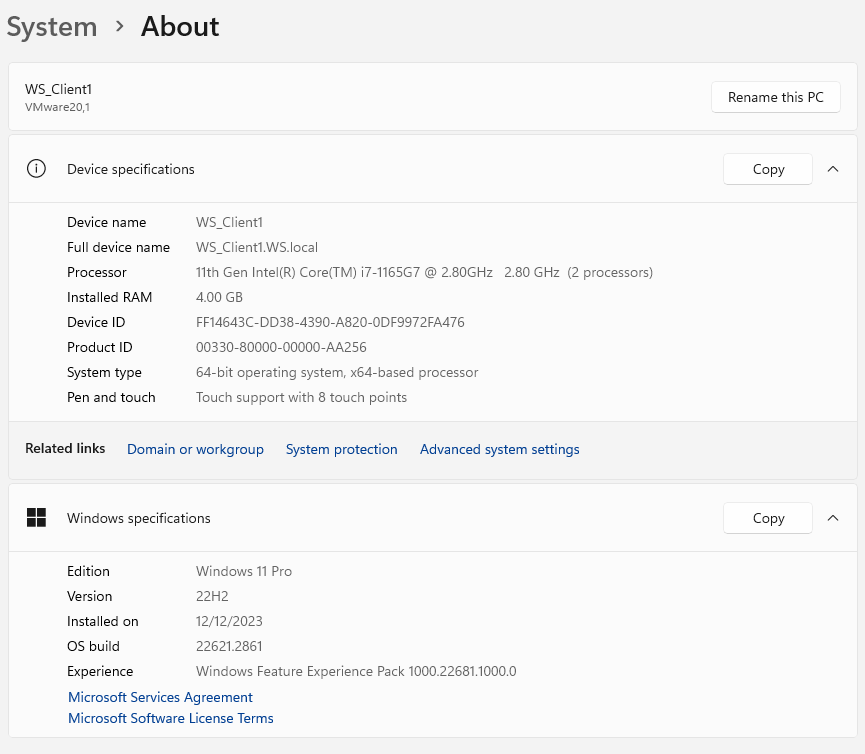 System > About
WS_Client1
VMware20,1
Rename this PC
Device specifications
Copy
Device name WS_Client1
Full device name WS_Client1.WS.local
Processor 11th Gen Intel(R) Core(TM) i7-1165G7 @ 2.80GHz 2.80 GHz (2 processors)
Installed RAM 4.00 GB
Device ID FF14643C-DD38-4390-A820-0DF9972FA476
Product ID 00330-80000-00000-AA256
System type 64-bit operating system, x64-based processor
Pen and touch Touch support with 8 touch points
Related links Domain or workgroup System protection Advanced system settings
Windows specifications
Copy
Edition Windows 11 Pro
Version 22H2
Installed on 12/12/2023
OS build 22621.2861
Experience Windows Feature Experience Pack 1000.22681.1000.0
Microsoft Services Agreement
Microsoft Software License Terms